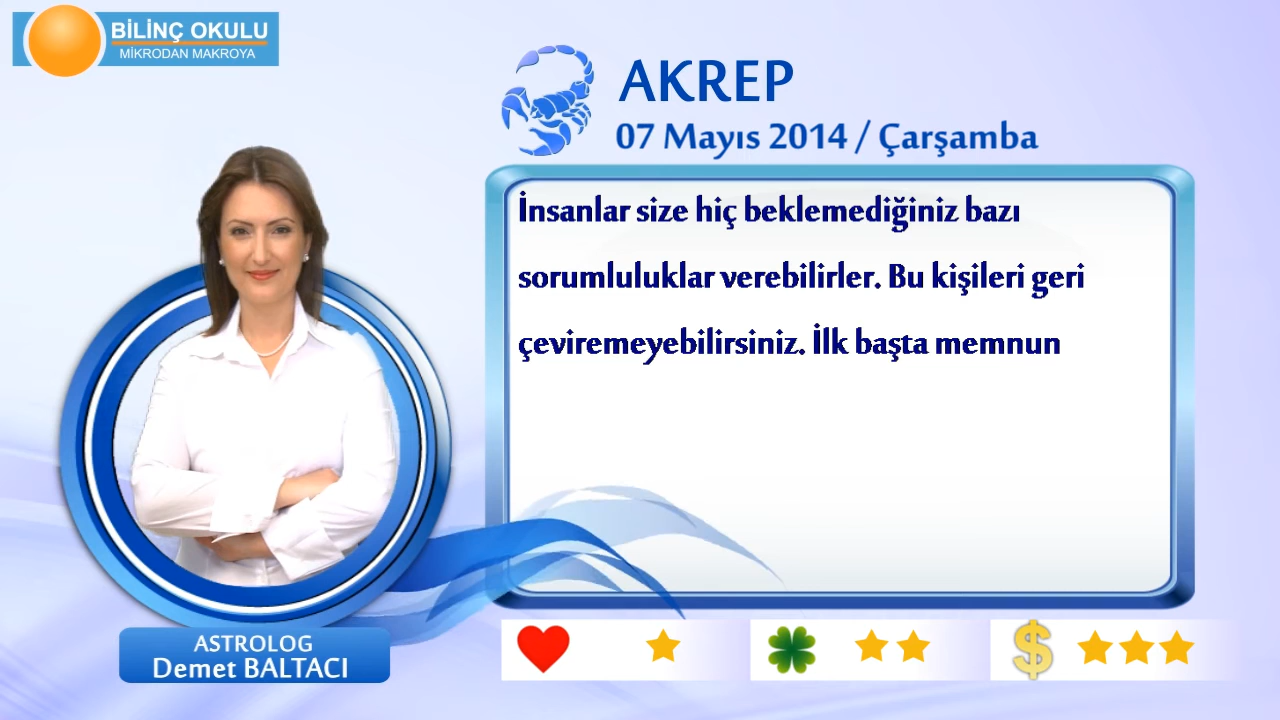 BİLİNÇ OKULU
MİKRODAN MAKROYA
AKREP
07 Mayıs 2014 / Çarşamba
İnsanlar size hiç beklemediğiniz bazı
sorumluluklar verebilirler. Bu kişileri geri
çeviremeyebilirsiniz. İlk başta memnun
ASTROLOG
Demet BALTACI